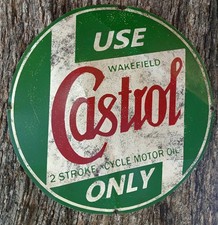 USE
WAKEFIELD
Castrol
2 STROKE CYCLE MOTOR OIL
ONLY